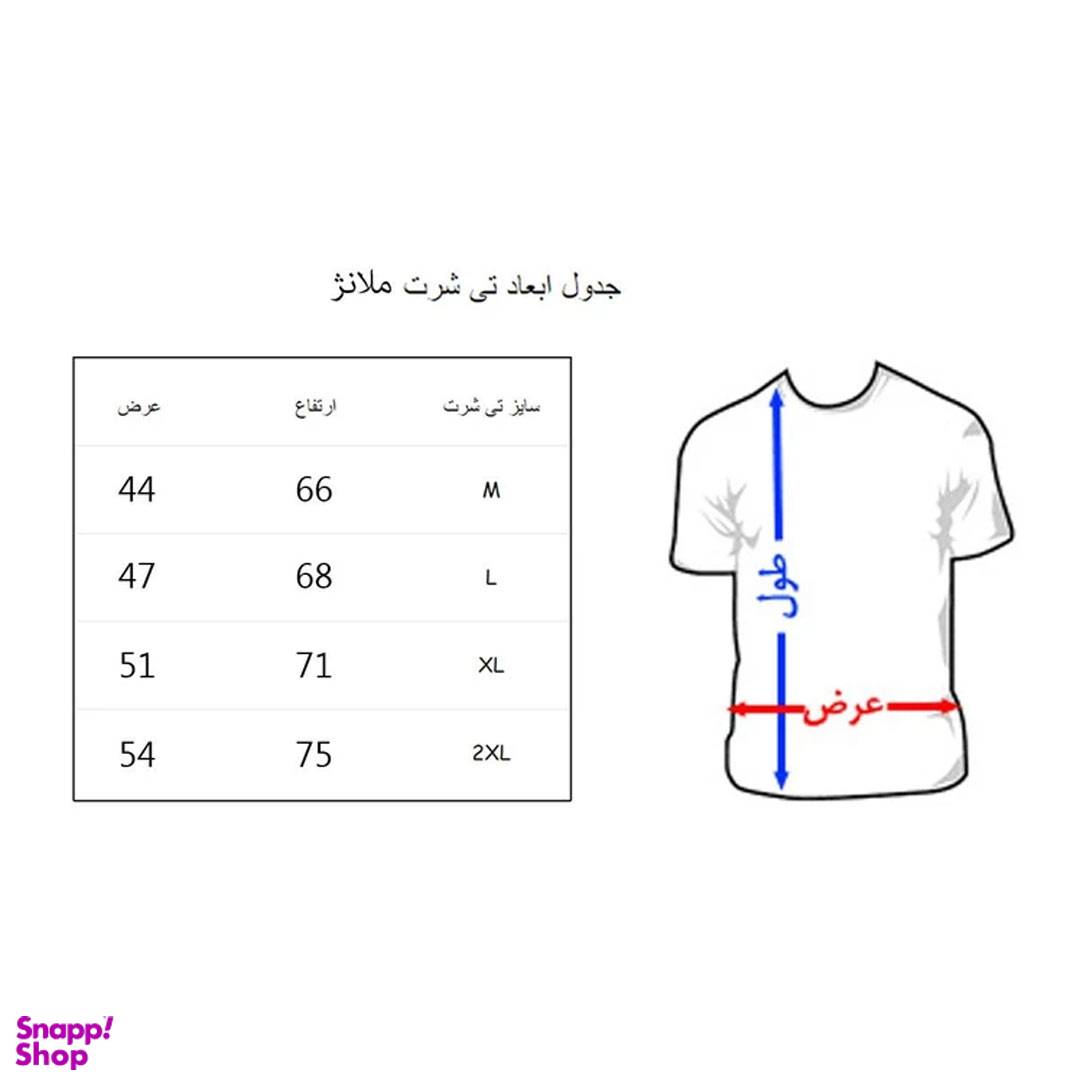 جدول ابعاد تی شرت ملانژ
سایز تی شرت ارتفاع عرض
M 66 44
L 68 47
XL 71 51
2XL 75 54
طول
عرض
Snapp!
Shop